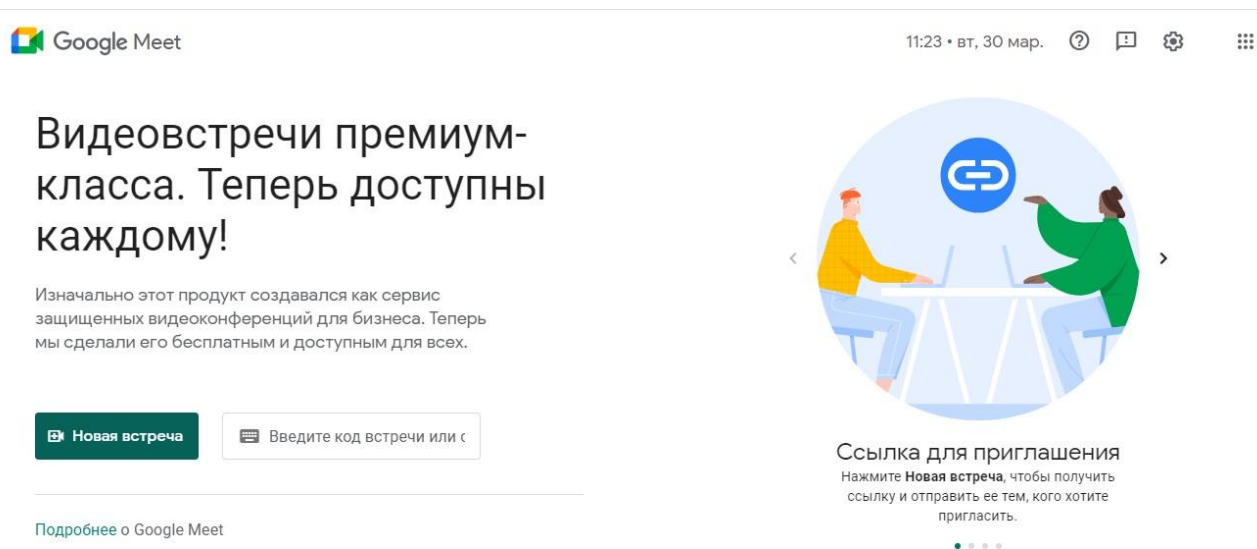 Google Meet
11:23 • вт, 30 мар.
Видеовстречи премиум-
класса. Теперь доступны
каждому!
Изначально этот продукт создавался как сервис
защищенных видеоконференций для бизнеса. Теперь
мы сделали его бесплатным и доступным для всех.
Новая встреча
Введите код встречи или с
Подробнее о Google Meet
Ссылка для приглашения
Нажмите Новая встреча, чтобы получить
ссылку и отправить ее тем, кого хотите
пригласить.